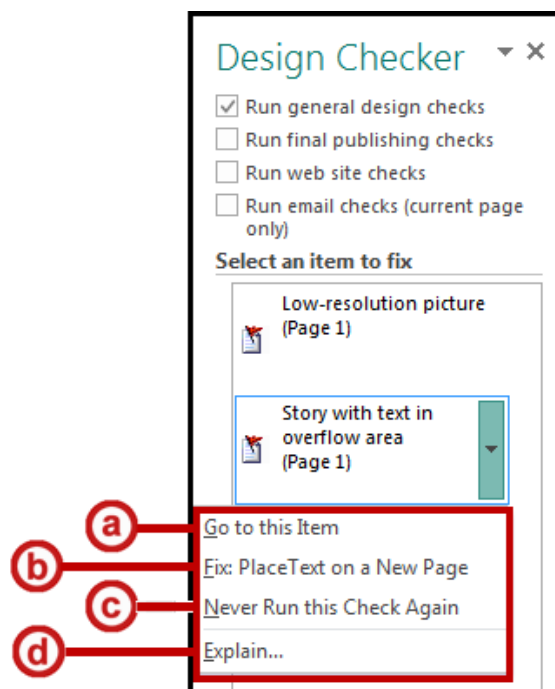 Design Checker
Run general design checks
Run final publishing checks
Run web site checks
Run email checks (current page
only)
Select an item to fix
Low-resolution picture
(Page 1)
Story with text in
overflow area
(Page 1)
a Go to this Item
b Fix: PlaceText on a New Page
c Never Run this Check Again
d Explain...